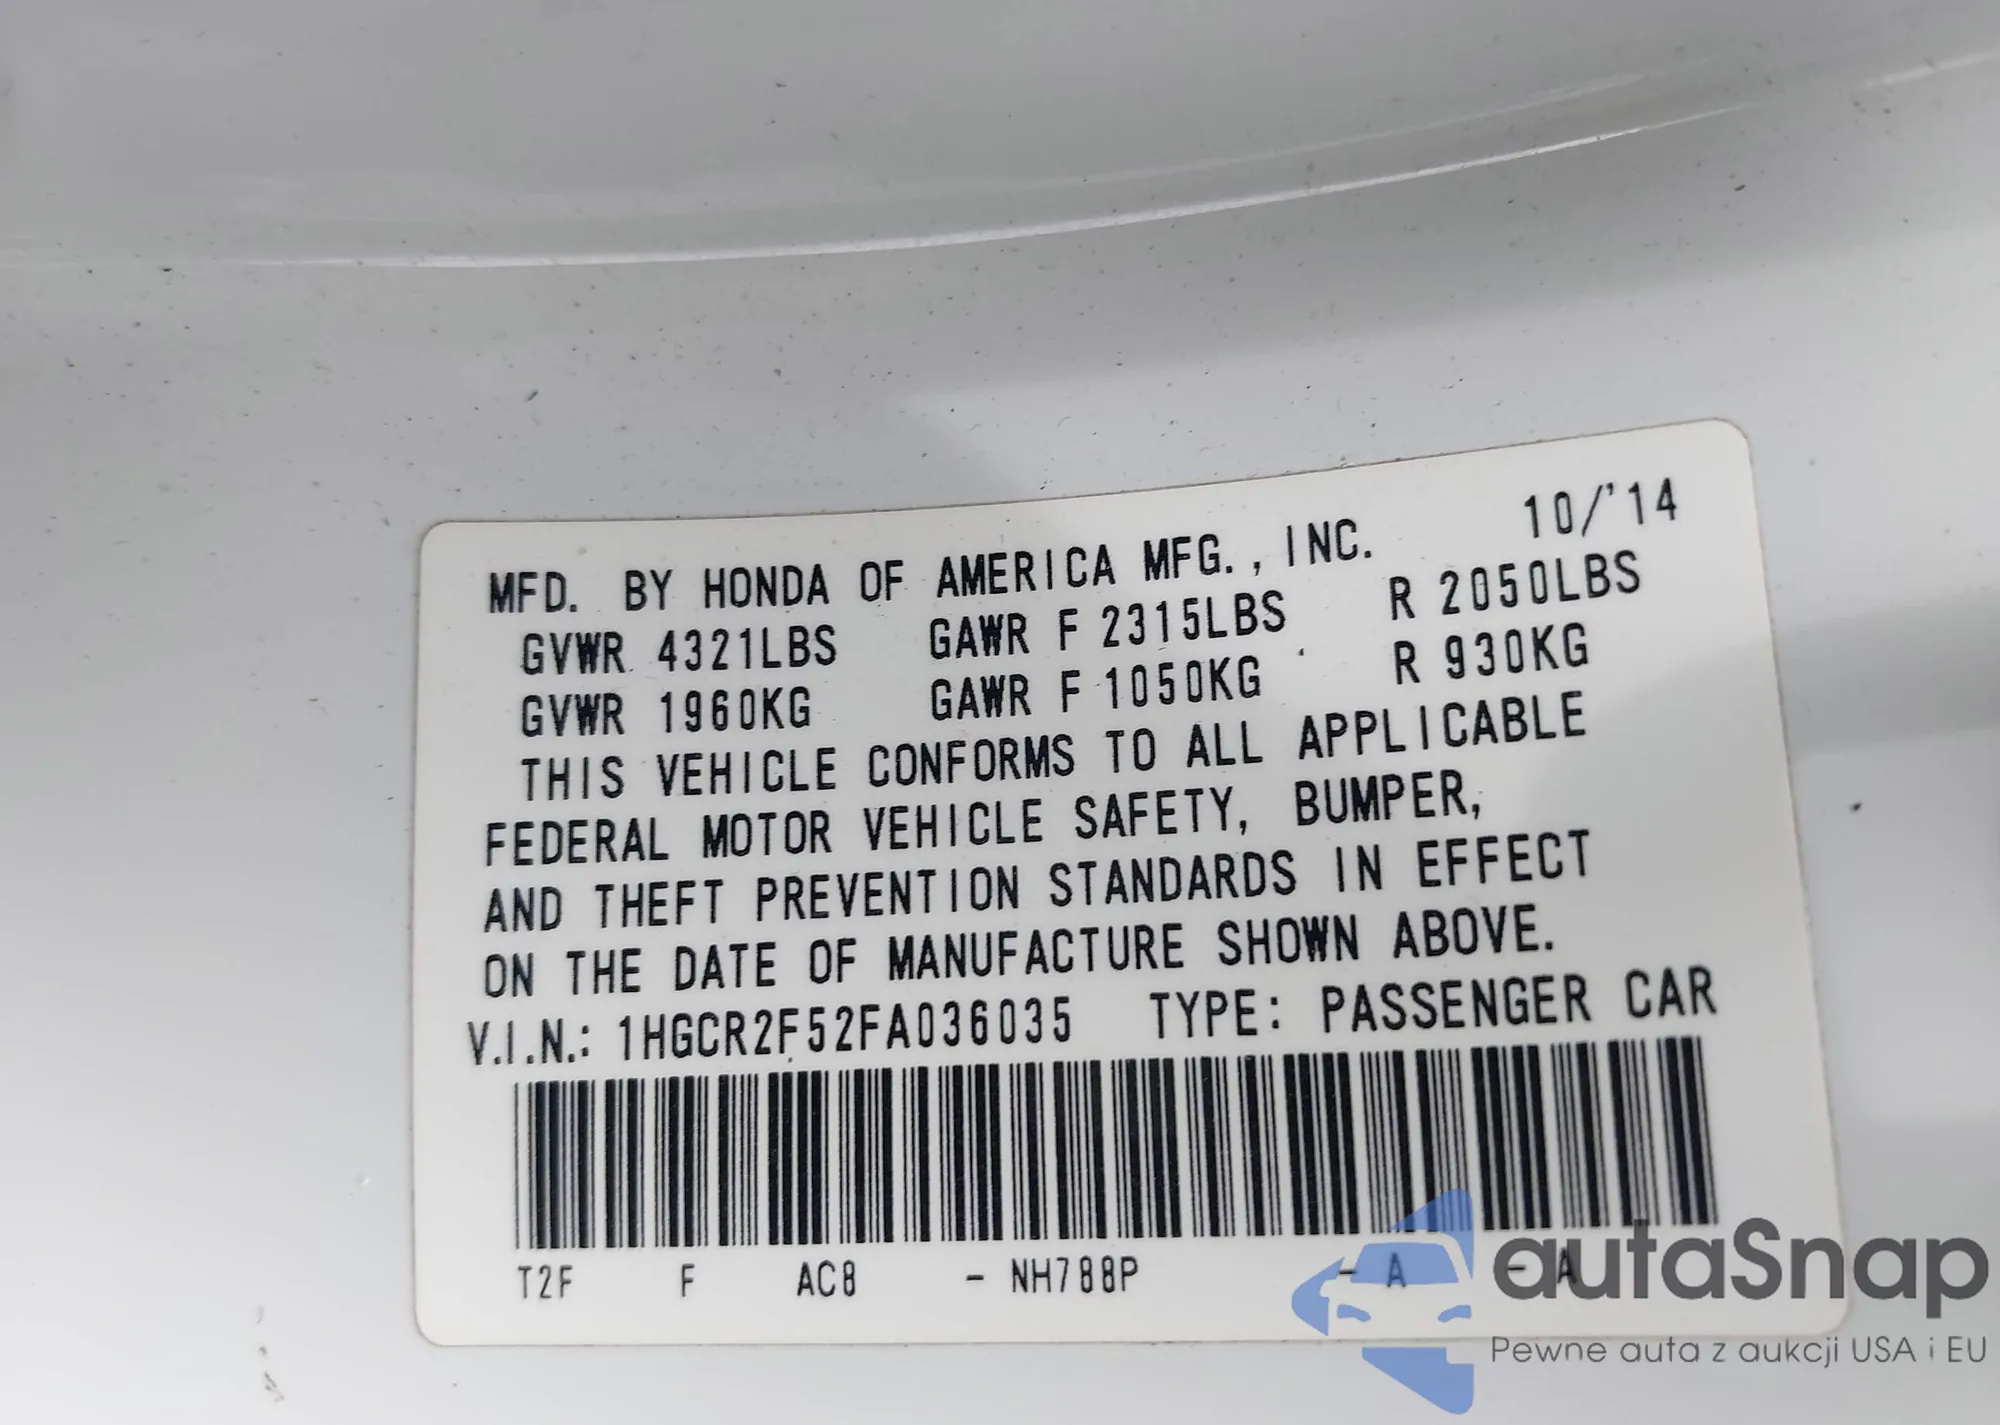 MFD. BY HONDA OF AMERICA MFG., INC. 10/'14
GVWR 4321LBS GAWR F 2315LBS R 2050LBS
GVWR 1960KG GAWR F 1050KG R 930KG
THIS VEHICLE CONFORMS TO ALL APPLICABLE
FEDERAL MOTOR VEHICLE SAFETY, BUMPER,
AND THEFT PREVENTION STANDARDS IN EFFECT
ON THE DATE OF MANUFACTURE SHOWN ABOVE.
V.I.N.: 1HGCR2F52FA036035 TYPE: PASSENGER CAR
T2F F AC8 - NH788P - A - A
autaSnap
Pewne auta z aukcji USA i EU